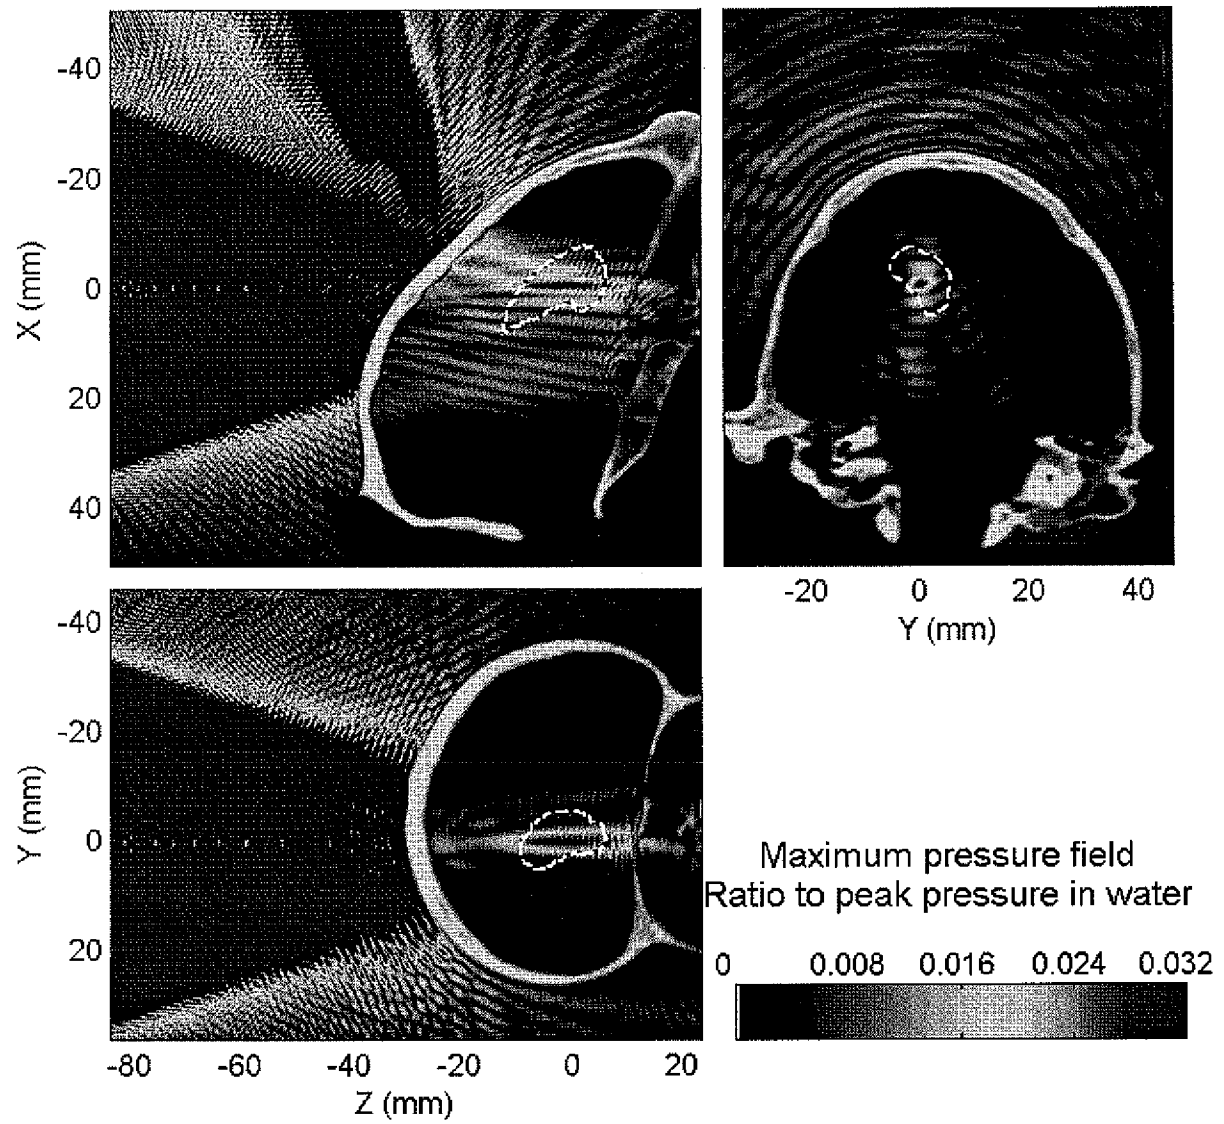 -40
-20
0
20
40
X (mm)
-20 0 20 40
Y (mm)
-40
-20
0
20
Y (mm)
-80 -60 -40 -20 0 20
Z (mm)
Maximum pressure field
Ratio to peak pressure in water
0 0.008 0.016 0.024 0.032